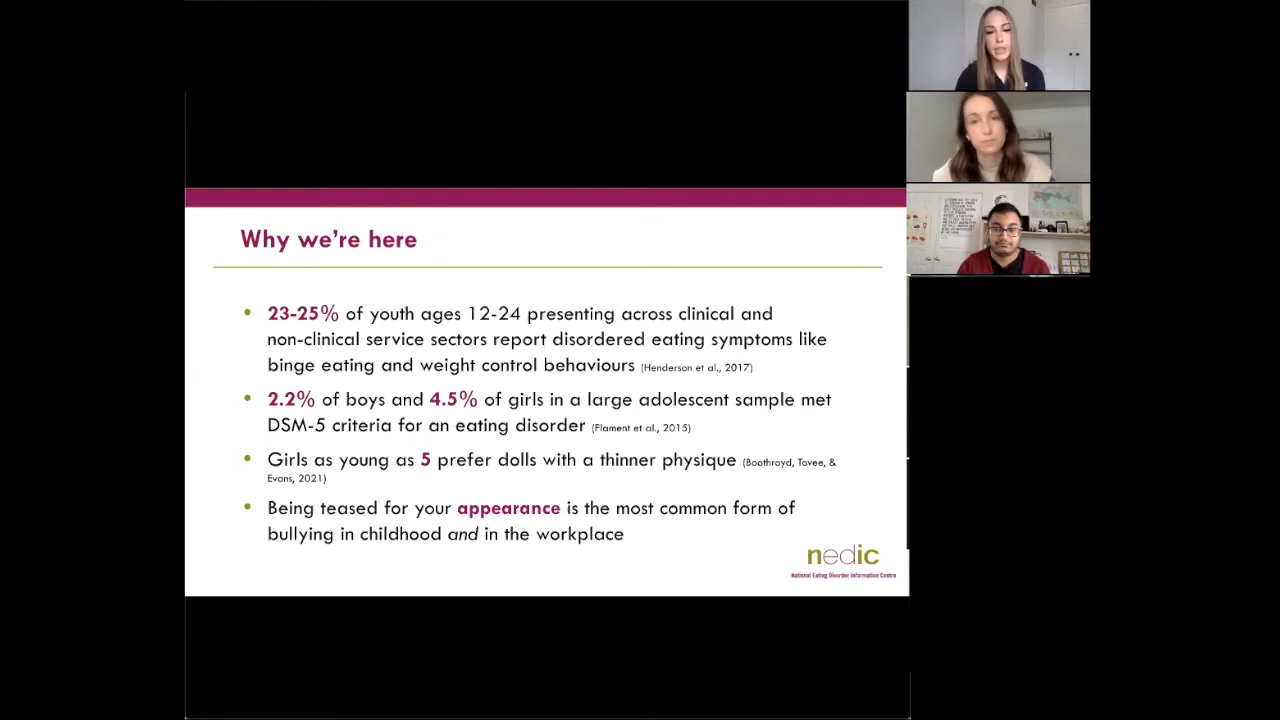 Why we're here
• 23-25% of youth ages 12-24 presenting across clinical and
non-clinical service sectors report disordered eating symptoms like
binge eating and weight control behaviours (Henderson et al., 2017)
• 2.2% of boys and 4.5% of girls in a large adolescent sample met
DSM-5 criteria for an eating disorder (Flament et al., 2015)
• Girls as young as 5 prefer dolls with a thinner physique (Boothroyd, Tovee, &
Evans, 2021)
• Being teased for your appearance is the most common form of
bullying in childhood and in the workplace
nedic
National Eating Disorder Information Centre